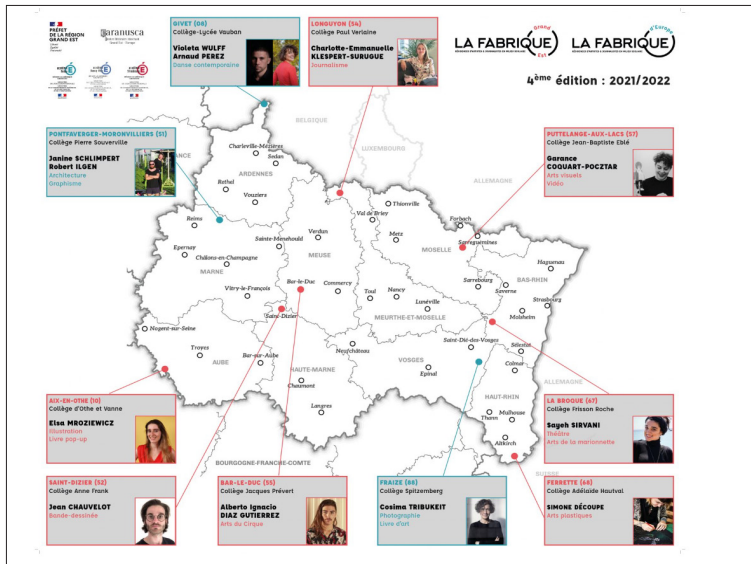 PRÉFET
DE LA RÉGION
GRAND EST
Caranusca
GIVET (08)
Collège-Lycée Vauban
Violeta WULFF
Arnaud PEREZ
Danse contemporaine
LONGUYON (54)
Collège Paul Verlaine
Charlotte-Emmanuelle
KLESPERT-SURUGUE
Journalisme
LA FABRIQUE
Grand
Est
LA FABRIQUE
d'Europe
4ème édition : 2021/2022
PONTFAVERGER-MORONVILLIERS (51)
Collège Pierre Souverville
Janine SCHLIMPERT
Robert ILGEN
Architecture
Graphisme
PUTTELANGE-AUX-LACS (57)
Collège Jean-Baptiste Eblé
Garance
COQUART-POCZTAR
Arts visuels
Vidéo
BELGIQUE
LUXEMBOURG
ALLEMAGNE
Charleville-Mézières
Sedan
ARDENNES
Rethel
Vouziers
Reims
Epernay
Châlons-en-Champagne
MARNE
Vitry-le-François
Sainte-Menehould
Verdun
MEUSE
Bar-le-Duc
Commercy
Saint-Dizier
Thionville
Val de Briey
Metz
MOSELLE
Forbach
Sarreguemines
Sarrebourg
Toul
Nancy
Lunéville
MEURTHE-ET-MOSELLE
Haguenau
BAS-RHIN
Saverne
Strasbourg
Molsheim
Sélestat
Colmar
Nogent-sur-Seine
Troyes
AUBE
Bar-sur-Aube
HAUTE-MARNE
Chaumont
Langres
Neufchâteau
VOSGES
Epinal
Saint-Dié-des-Vosges
HAUT-RHIN
Thann
Mulhouse
Altkirch
ALLEMAGNE
SUISSE
BOURGOGNE-FRANCHE-COMTE
AIX-EN-OTHE (10)
Collège d'Othe et Vanne
Elsa MROZIEWICZ
Illustration
Livre pop-up
LA BROQUE (67)
Collège Frisson Roche
Sayeh SIRVANI
Théâtre
Arts de la marionnette
SAINT-DIZIER (52)
Collège Anne Frank
Jean CHAUVELOT
Bande-dessinée
BAR-LE-DUC (55)
Collège Jacques Prévert
Alberto Ignacio
DIAZ GUTIERREZ
Arts du Cirque
FRAIZE (88)
Collège Spitzemberg
Cosima TRIBUKEIT
Photographie
Livre d'art
FERRETTE (68)
Collège Adélaïde Hautval
SIMONE DÉCOUPE
Arts plastiques